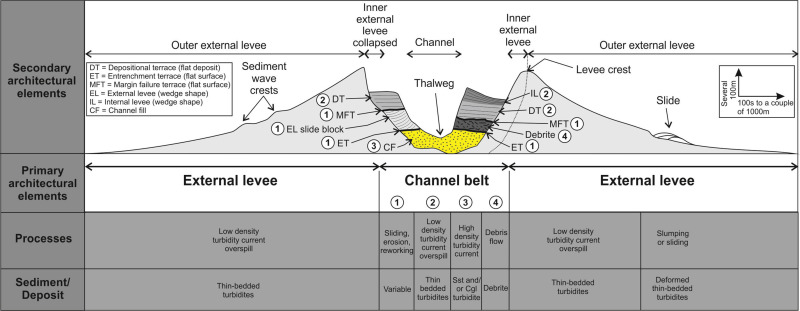 Secondary
architectural
elements
Outer external levee
Inner
external
levee
collapsed
Channel
Inner
external
levee
Outer external levee
DT = Depositional terrace (flat deposit)
ET = Entrenchment terrace (flat surface)
MFT = Margin failure terrace (flat surface)
EL = External levee (wedge shape)
IL = Internal levee (wedge shape)
CF = Channel fill
Sediment
wave
crests
Thalweg
Levee crest
Slide
Several
100m
100s to a couple
of 1000m
2 DT
1 MFT
1 EL slide block
1 ET
3 CF
IL 2
DT 2
MFT 1
Debrite 4
ET 1
Primary
architectural
elements
External levee
Channel belt
External levee
1 2 3 4
Processes
Low density
turbidity current
overspill
Sliding,
erosion,
reworking
Low
density
turbidity
current
overspill
High
density
turbidity
current
Debris
flow
Low density
turbidity current
overspill
Slumping
or sliding
Sediment/
Deposit
Thin-bedded
turbidites
Variable
Thin
bedded
turbidites
Sst and/
or Cgl
turbidite
Debrite
Thin-bedded
turbidites
Deformed
thin-bedded
turbidites